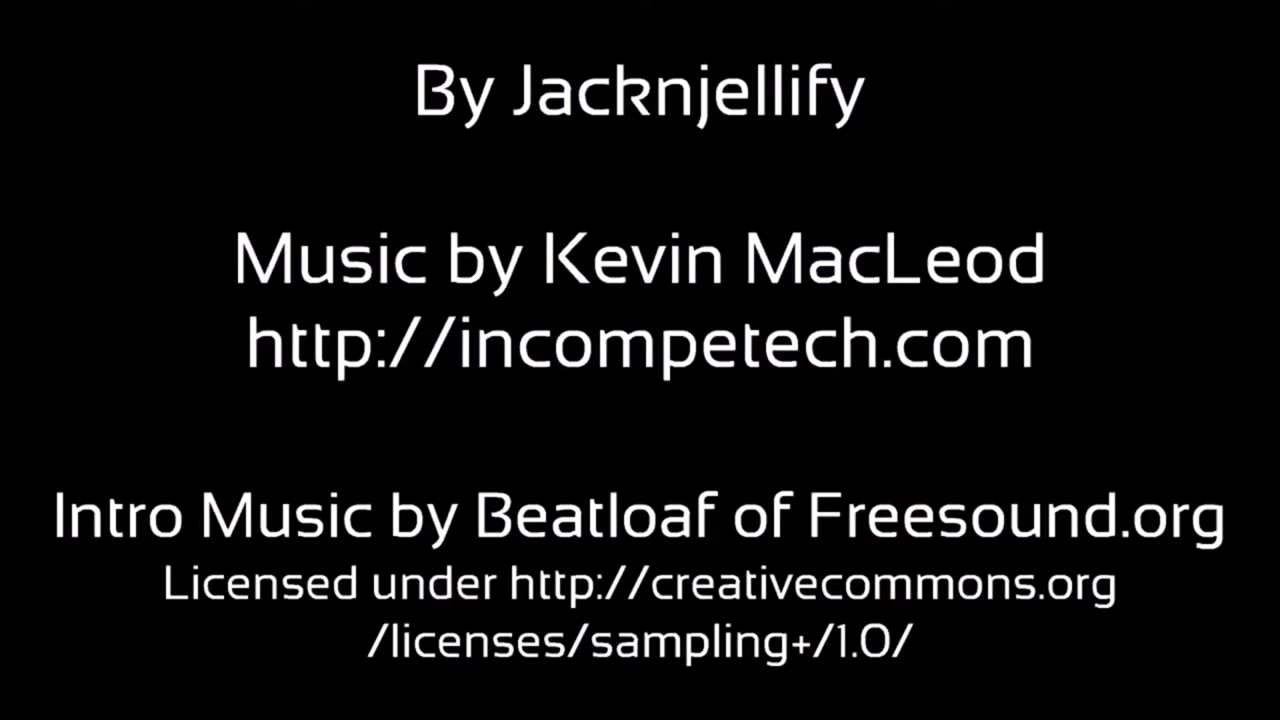 By Jacknjellify
Music by Kevin MacLeod
http://incompetech.com
Intro Music by Beatloaf of Freesound.org
Licensed under http://creativecommons.org
/licenses/sampling+/1.0/